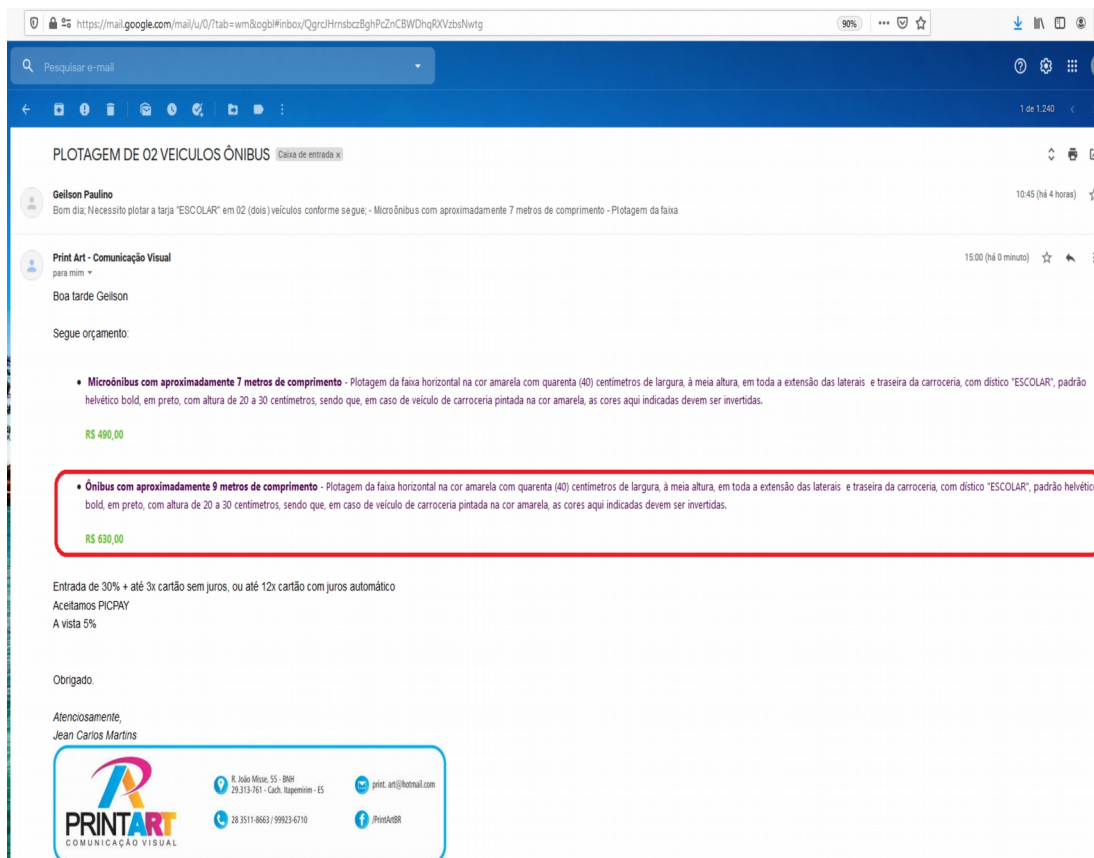 https://mail.google.com/mail/u/0/?tab=wm&ogbl#inbox/QgrcJHrnsbczBghPcZnCBWDhqRXVzbsNwtg
90%
Pesquisar e-mail
1 de 1.240
PLOTAGEM DE 02 VEICULOS ÔNIBUS Caixa de entrada x
Geilson Paulino 10:45 (há 4 horas)
Bom dia; Necessito plotar a tarja "ESCOLAR" em 02 (dois) veículos conforme segue; - Microônibus com aproximadamente 7 metros de comprimento - Plotagem da faixa
Print Art - Comunicação Visual 15:00 (há 0 minuto)
para mim
Boa tarde Geilson
Segue orçamento:
• Microônibus com aproximadamente 7 metros de comprimento - Plotagem da faixa horizontal na cor amarela com quarenta (40) centímetros de largura, à meia altura, em toda a extensão das laterais e traseira da carroceria, com dístico "ESCOLAR", padrão
helvético bold, em preto, com altura de 20 a 30 centímetros, sendo que, em caso de veículo de carroceria pintada na cor amarela, as cores aqui indicadas devem ser invertidas.
R$ 490,00
• Ônibus com aproximadamente 9 metros de comprimento - Plotagem da faixa horizontal na cor amarela com quarenta (40) centímetros de largura, à meia altura, em toda a extensão das laterais e traseira da carroceria, com dístico "ESCOLAR", padrão helvético
bold, em preto, com altura de 20 a 30 centímetros, sendo que, em caso de veículo de carroceria pintada na cor amarela, as cores aqui indicadas devem ser invertidas.
R$ 630,00
Entrada de 30% + até 3x cartão sem juros, ou até 12x cartão com juros automático
Aceitamos PICPAY
A vista 5%
Obrigado.
Atenciosamente,
Jean Carlos Martins
PRINTART
COMUNICAÇÃO VISUAL
R. João Misse, 55 - BNH
29.313-761 - Cach. Itapemirim - ES
print. art@hotmail.com
28 3511-8663 / 99923-6710
/PrintArtBR